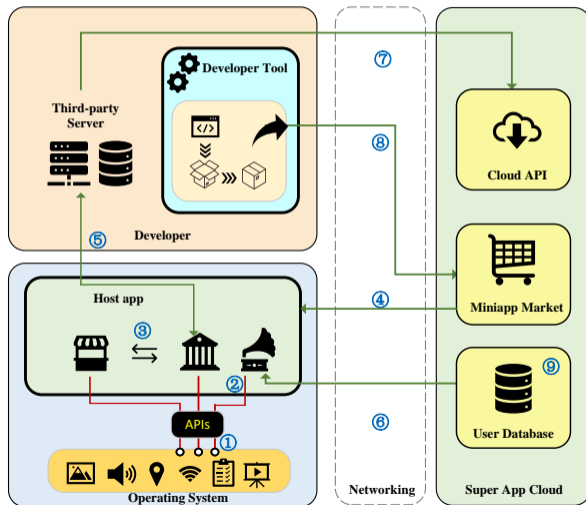 ⑦
Developer Tool
Third-party
Server
</>
⑧
Cloud API
Developer
⑤
Host app
④
Miniapp Market
③
②
⑨
APIs
①
⑥
User Database
Operating System
Networking
Super App Cloud